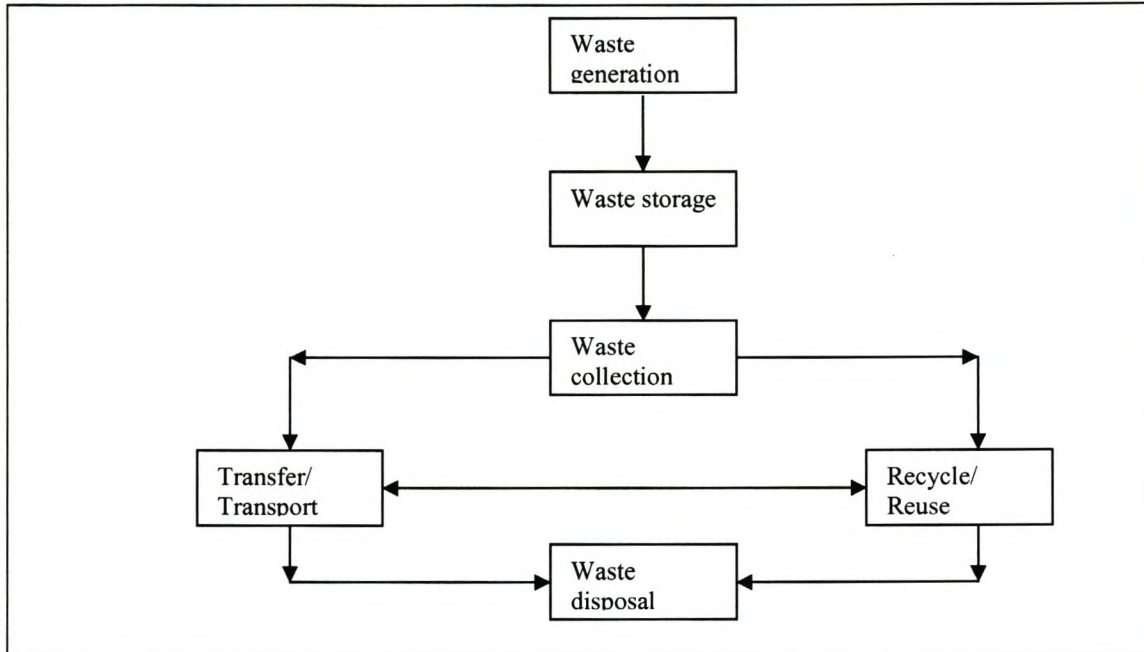 Waste
generation
Waste storage
Waste
collection
Transfer/
Transport
Recycle/
Reuse
Waste
disposal